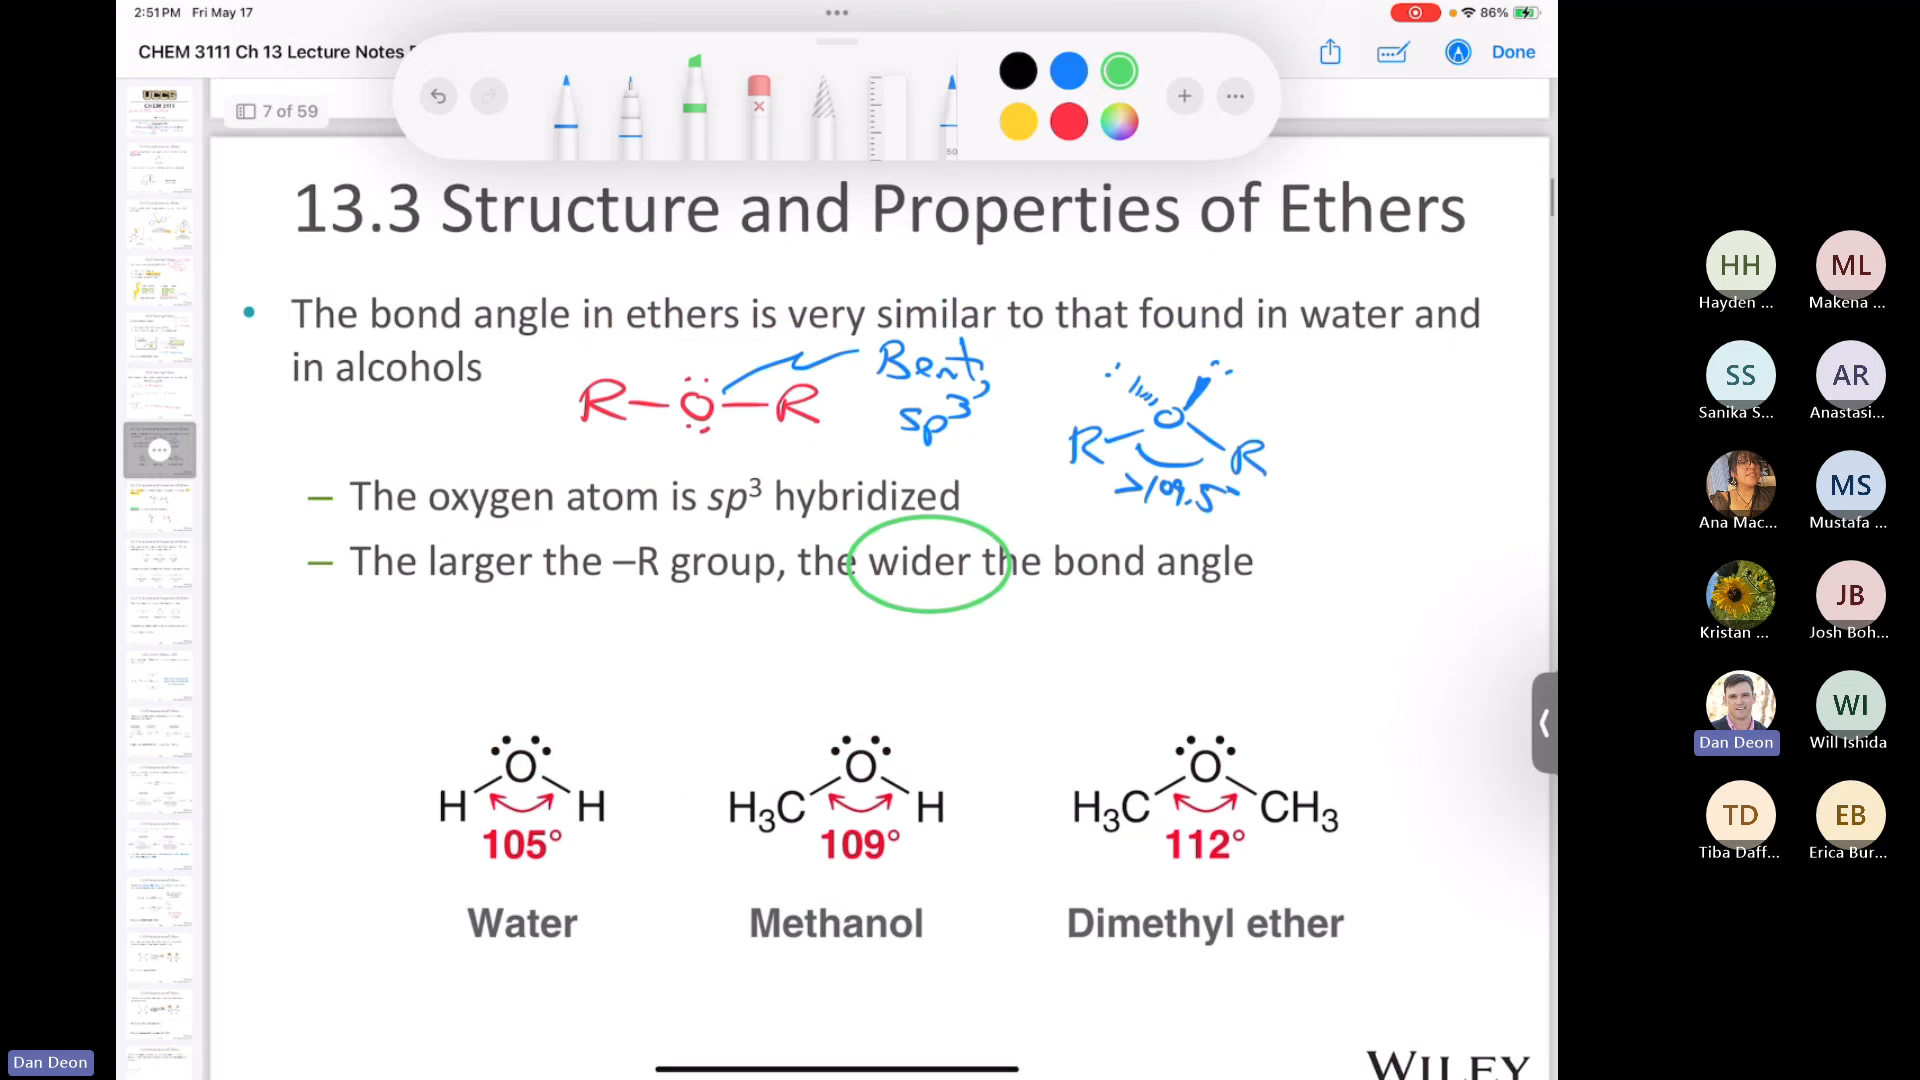 2:51PM Fri May 17
86%
CHEM 3111 Ch 13 Lecture Notes
Done
50
7 of 59
UCCS
CHEM 3111
13.3 Structure and Properties of Ethers
• The bond angle in ethers is very similar to that found in water and
in alcohols
R–O–R
Bent,
sp³
R O R
>109.5°
– The oxygen atom is sp³ hybridized
– The larger the –R group, the wider the bond angle
H O H
105°
Water
H₃C O H
109°
Methanol
H₃C O CH₃
112°
Dimethyl ether
WILEY
HH
Hayden ...
ML
Makena ...
SS
Sanika S...
AR
Anastasi...
Ana Mac...
MS
Mustafa ...
Kristan ...
JB
Josh Boh...
Dan Deon
WI
Will Ishida
TD
Tiba Daff...
EB
Erica Bur...
Dan Deon